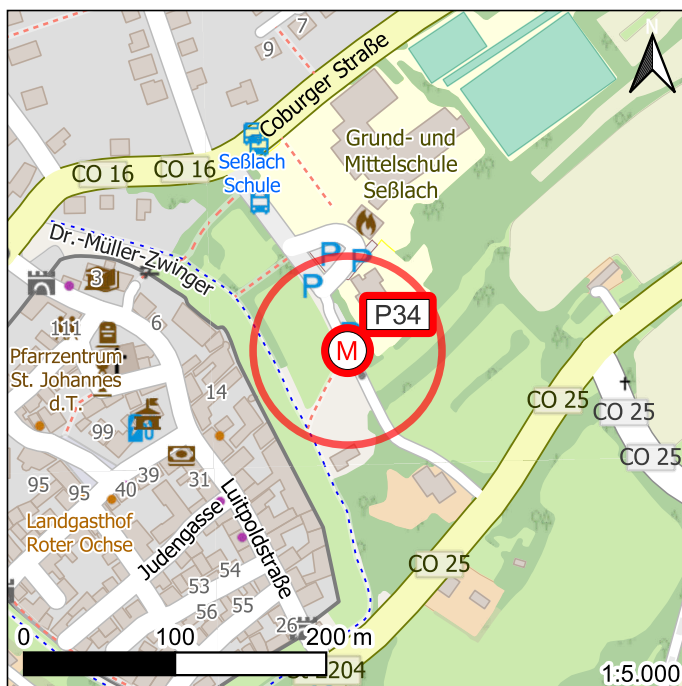 N
7
9
Coburger Straße
Grund- und
Mittelschule
Seßlach
CO 16
CO 16
Seßlach
Schule
Dr.-Müller-Zwinger
P
P
P
3
6
P34
M
111
Pfarrzentrum
St. Johannes
d.T.
14
CO 25
CO 25
CO 25
99
39
31
95
95
40
Landgasthof
Roter Ochse
Luitpoldstraße
Judengasse
CO 25
54
53
55
56
26
0
100
200 m
2204
1:5.000